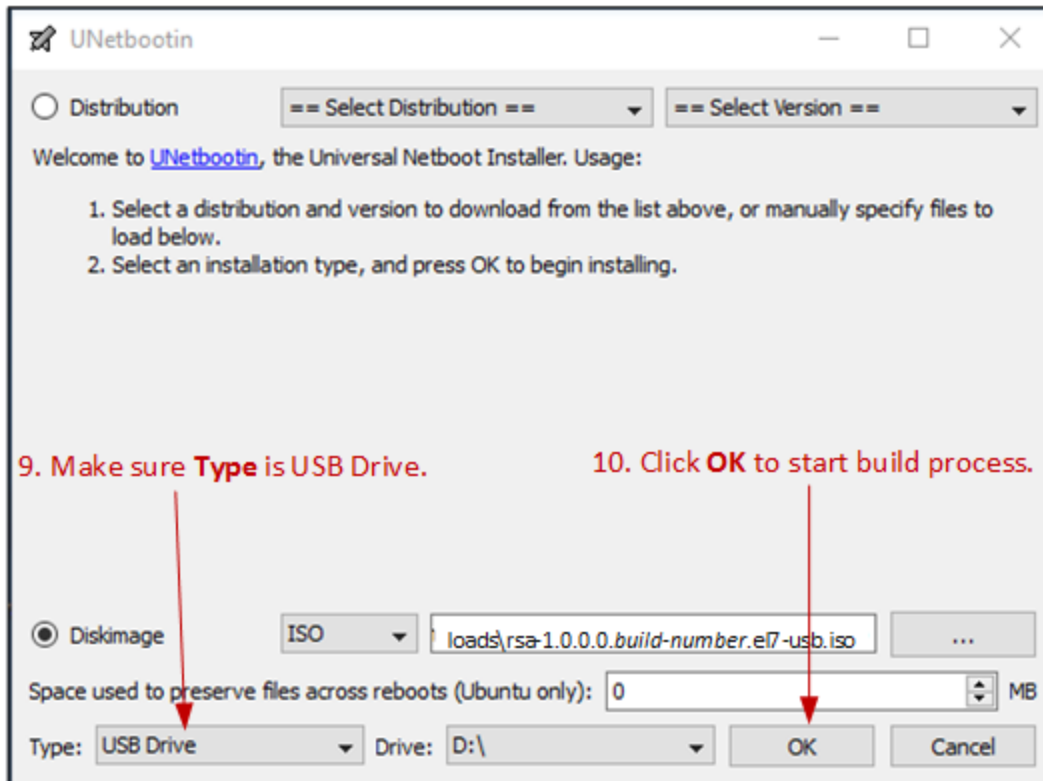 UNetbootin
Distribution == Select Distribution == == Select Version ==
Welcome to UNetbootin, the Universal Netboot Installer. Usage:
1. Select a distribution and version to download from the list above, or manually specify files to
load below.
2. Select an installation type, and press OK to begin installing.
9. Make sure Type is USB Drive. 10. Click OK to start build process.
Diskimage ISO loads\rsa-1.0.0.0.build-number.el7-usb.iso ...
Space used to preserve files across reboots (Ubuntu only): 0 MB
Type: USB Drive Drive: D:\ OK Cancel